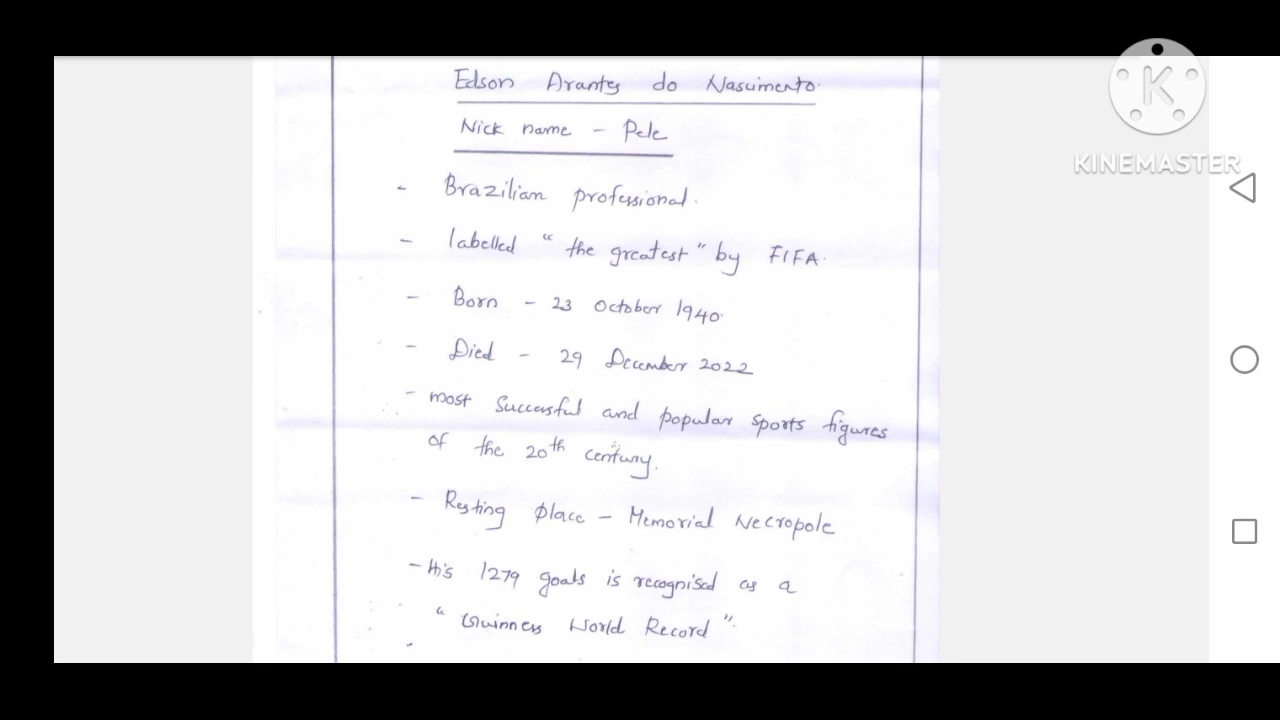 Edson Arantes do Nascimento.
Nick name - Pele
- Brazilian professional.
- labelled "the greatest" by FIFA.
- Born - 23 October 1940.
- Died - 29 December 2022
- most Successful and popular sports figures
of the 20th century.
- Resting place - Memorial Necropole
- His 1279 goals is recognised as a
"Guinness World Record".
K
KINEMASTER